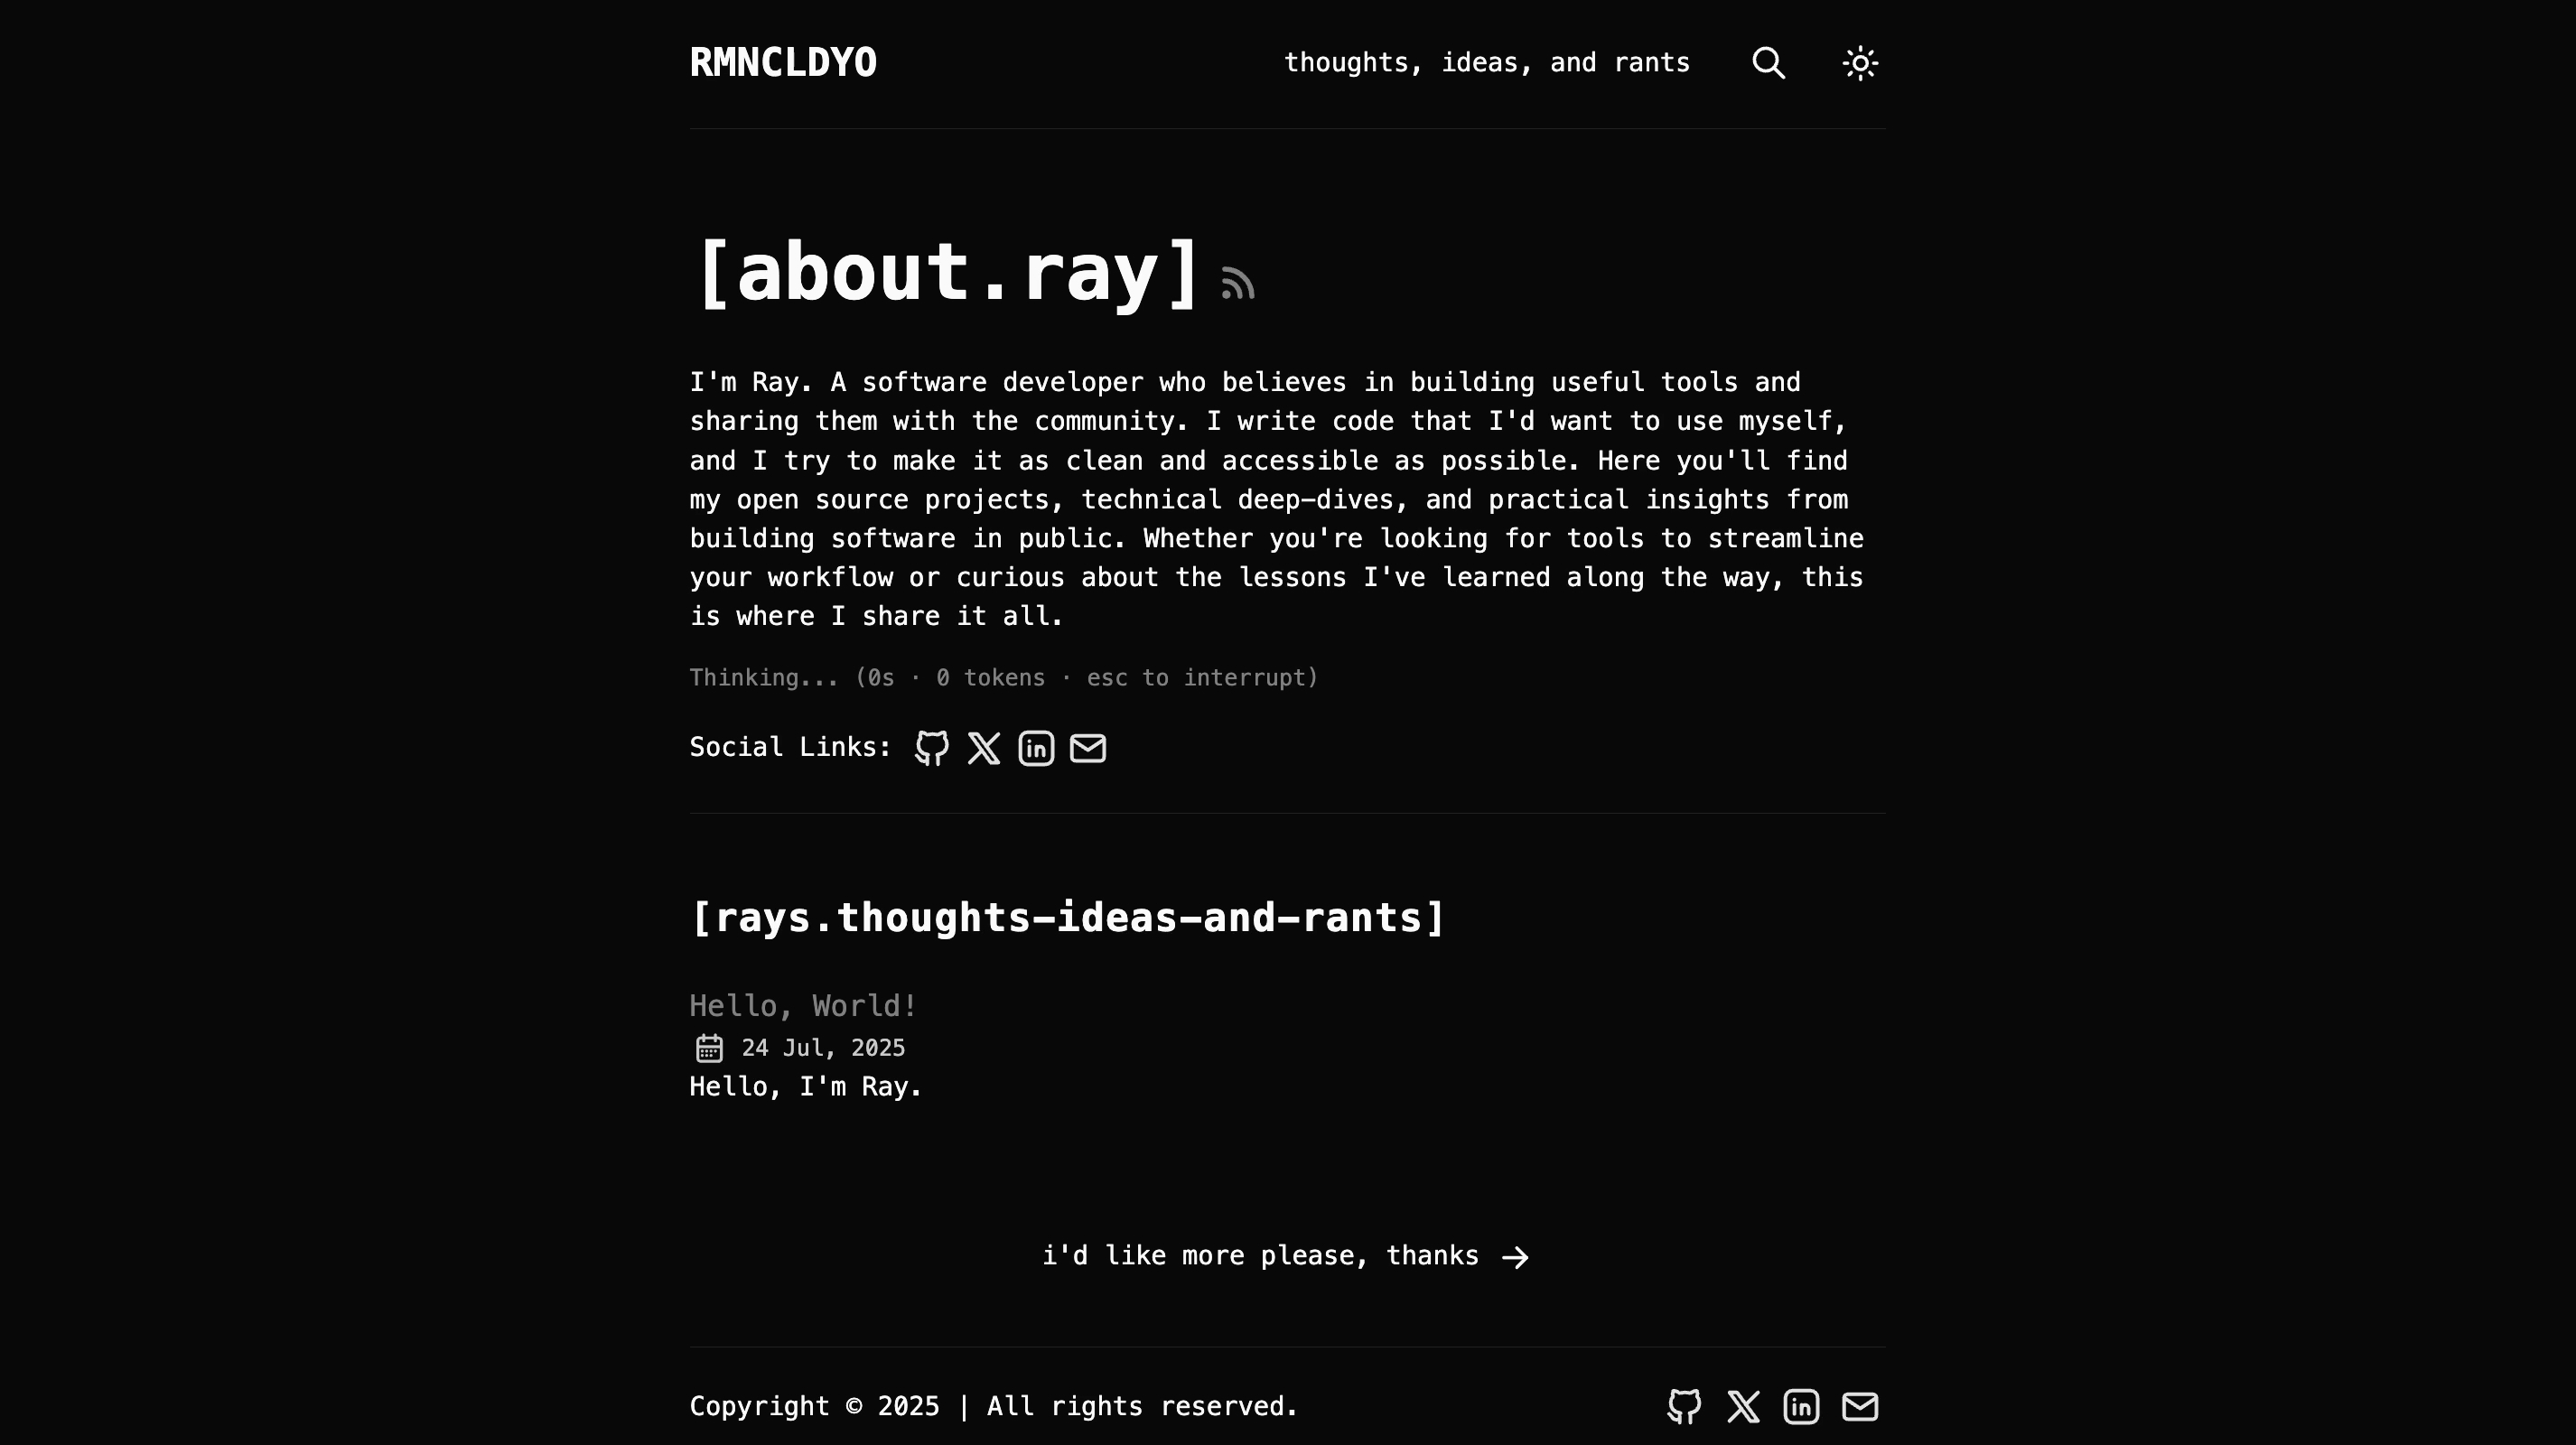 RMNCLDYO
thoughts, ideas, and rants
[about.ray]
I'm Ray. A software developer who believes in building useful tools and
sharing them with the community. I write code that I'd want to use myself,
and I try to make it as clean and accessible as possible. Here you'll find
my open source projects, technical deep-dives, and practical insights from
building software in public. Whether you're looking for tools to streamline
your workflow or curious about the lessons I've learned along the way, this
is where I share it all.
Thinking... (0s · 0 tokens · esc to interrupt)
Social Links:
[rays.thoughts-ideas-and-rants]
Hello, World!
24 Jul, 2025
Hello, I'm Ray.
i'd like more please, thanks
Copyright © 2025 | All rights reserved.